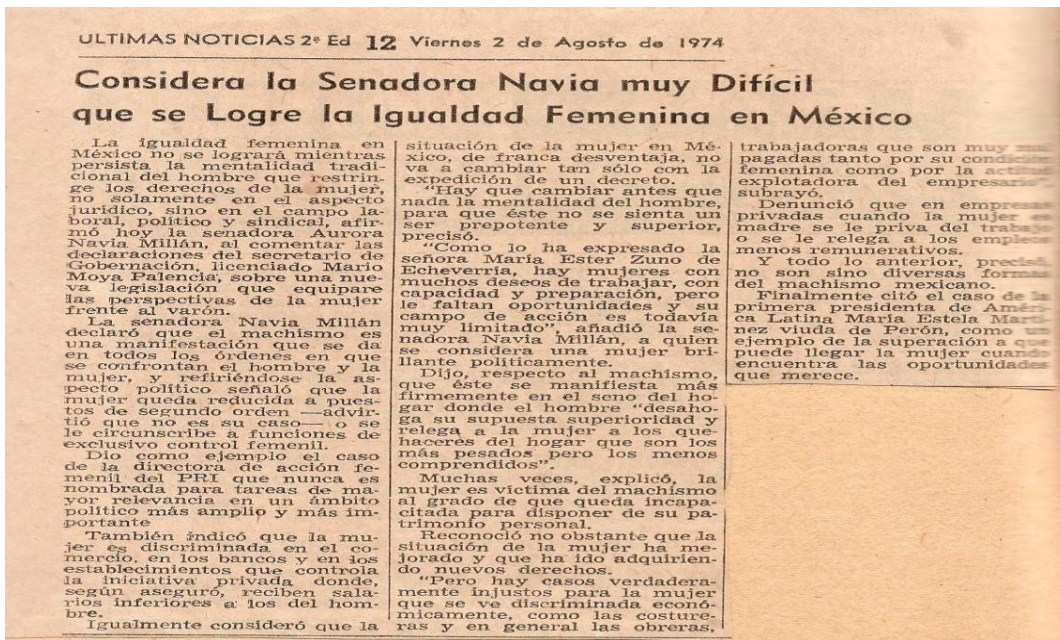 ULTIMAS NOTICIAS 2ª Ed 12 Viernes 2 de Agosto de 1974
Considera la Senadora Navia muy Difícil
que se Logre la Igualdad Femenina en México
La igualdad femenina en
México no se logrará mientras
persista la mentalidad tradi-
cional del hombre que restrin-
ge los derechos de la mujer,
no solamente en el aspecto
jurídico, sino en el campo la-
boral, político y sindical, afir-
mó hoy la senadora Aurora
Navia Millán, al comentar las
declaraciones del secretario de
Gobernación, licenciado Mario
Moya Palencia, sobre una nue-
va legislación que equipare
las perspectivas de la mujer
frente al varón.
La senadora Navia Millán
declaró que el machismo es
una manifestación que se da
en todos los órdenes en que
se confrontan el hombre y la
mujer, y refiriéndose la as-
pecto político señaló que la
mujer queda reducida a pues-
tos de segundo orden —advir-
tió que no es su caso— o se
le circunscribe a funciones de
exclusivo control femenil.
Dio como ejemplo el caso
de la directora de acción fe-
menil del PRI que nunca es
nombrada para tareas de ma-
yor relevancia en un ámbito
político más amplio y más im-
portante
También indicó que la mu-
jer es discriminada en el co-
mercio, en los bancos y en los
establecimientos que controla
la iniciativa privada donde,
según aseguró, reciben sala-
rios inferiores a los del hom-
bre.
Igualmente consideró que la
situación de la mujer en Mé-
xico, de franca desventaja, no
va a cambiar tan sólo con la
expedición de un decreto.
"Hay que cambiar antes que
nada la mentalidad del hombre,
para que éste no se sienta un
ser prepotente y superior,
precisó.
"Como lo ha expresado la
señora María Ester Zuno de
Echeverría, hay mujeres con
muchos deseos de trabajar, con
capacidad y preparación, pero
le faltan oportunidades y su
campo de acción es todavía
muy limitado", añadió la se-
nadora Navia Millán, a quien
se considera una mujer bri-
llante políticamente.
Dijo, respecto al machismo,
que éste se manifiesta más
firmemente en el seno del ho-
gar donde el hombre "desaho-
ga su supuesta superioridad y
relega a la mujer a los que-
haceres del hogar que son los
más pesados pero los menos
comprendidos".
Muchas veces, explicó, la
mujer es víctima del machismo
al grado de que queda incapa-
citada para disponer de su pa-
trimonio personal.
Reconoció no obstante que la
situación de la mujer ha me-
jorado y que ha ido adquirien-
do nuevos derechos.
"Pero hay casos verdadera-
mente injustos para la mujer
que se ve discriminada econó-
micamente, como las costure-
ras y en general las obreras,
trabajadoras que son muy mal
pagadas tanto por su condición
femenina como por la actitud
explotadora del empresario"
subrayó.
Denunció que en empresas
privadas cuando la mujer es
madre se le priva del trabajo
o se le relega a los empleos
menos remunerativos.
Y todo lo anterior, precisó,
no son sino diversas formas
del machismo mexicano.
Finalmente citó el caso de la
primera presidenta de Améri-
ca Latina María Estela Martí-
nez viuda de Perón, como un
ejemplo de la superación a que
puede llegar la mujer cuando
encuentra las oportunidades
que merece.